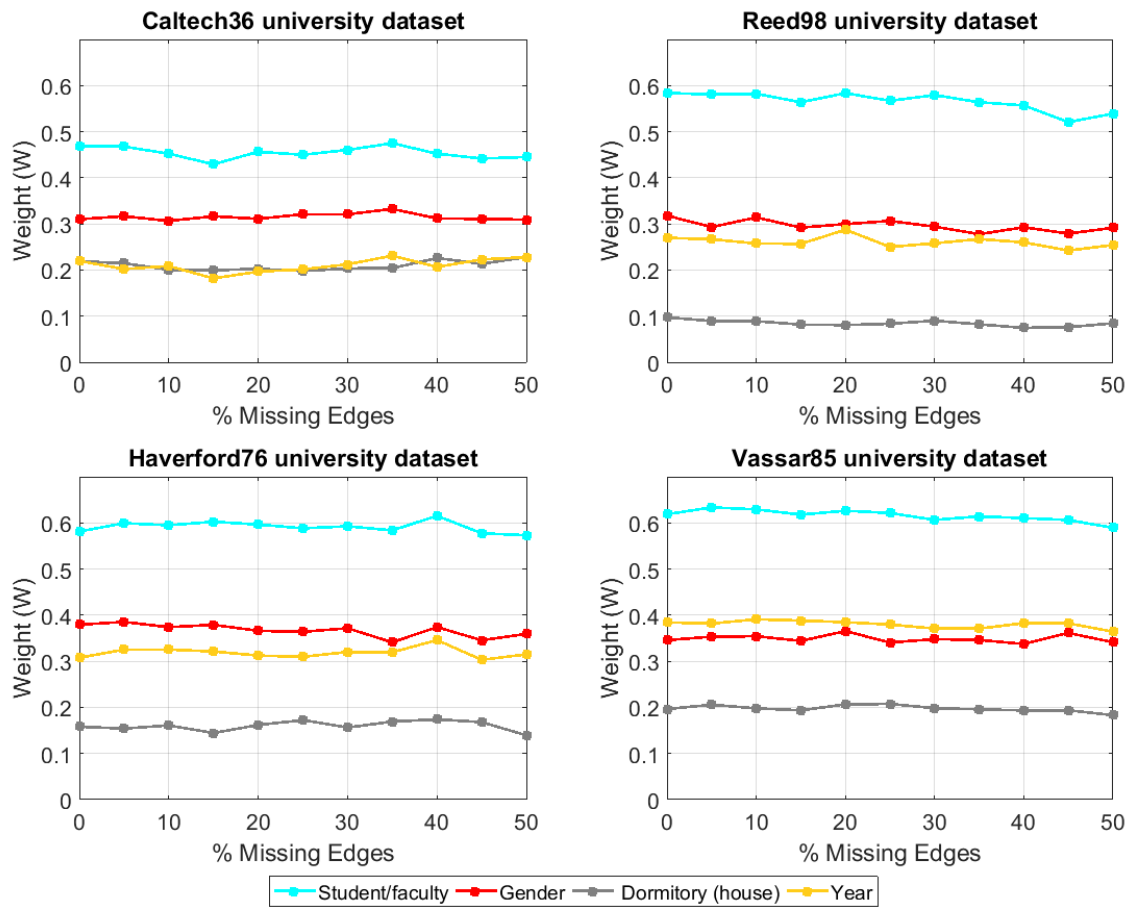 Caltech36 university dataset
Weight (W)
0.6
0.5
0.4
0.3
0.2
0.1
0
0 10 20 30 40 50
% Missing Edges
Reed98 university dataset
Weight (W)
0.6
0.5
0.4
0.3
0.2
0.1
0
0 10 20 30 40 50
% Missing Edges
Haverford76 university dataset
Weight (W)
0.6
0.5
0.4
0.3
0.2
0.1
0
0 10 20 30 40 50
% Missing Edges
Vassar85 university dataset
Weight (W)
0.6
0.5
0.4
0.3
0.2
0.1
0
0 10 20 30 40 50
% Missing Edges
Student/faculty Gender Dormitory (house) Year